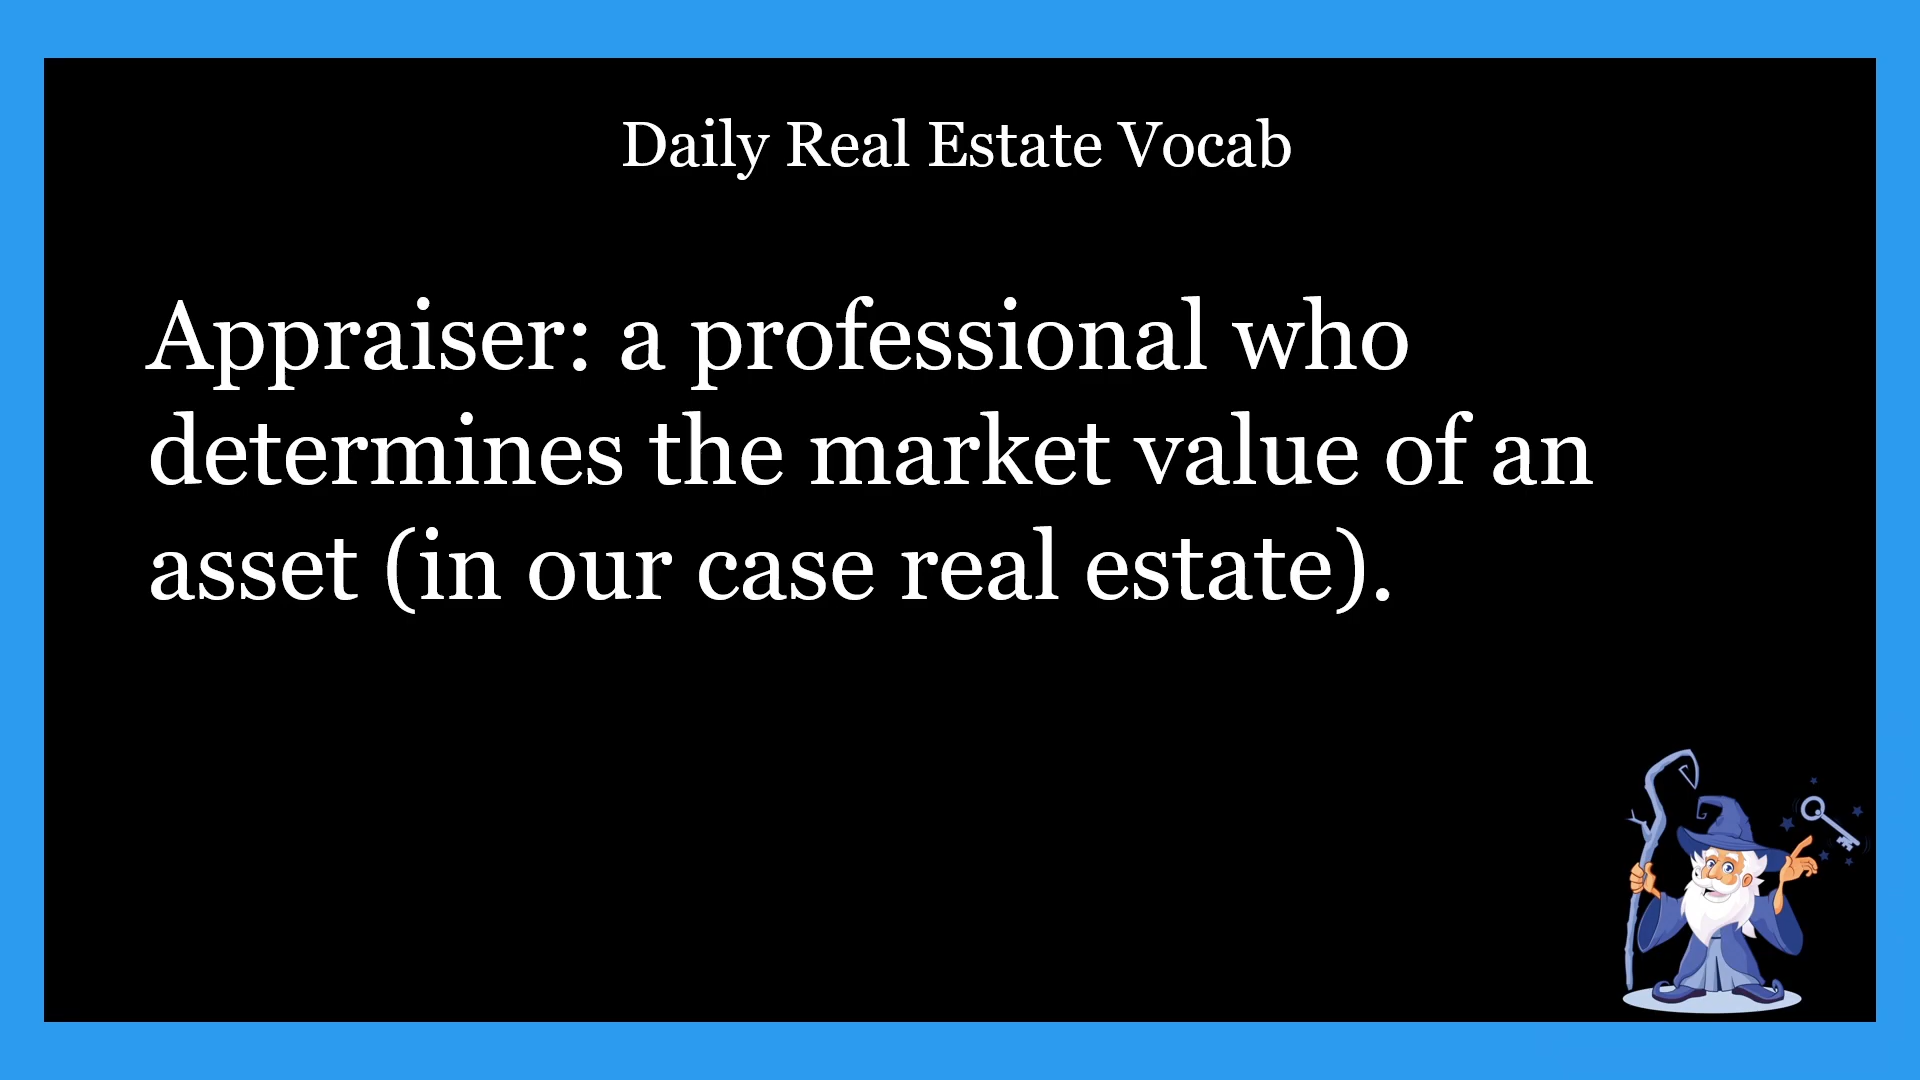 Daily Real Estate Vocab
Appraiser: a professional who
determines the market value of an
asset (in our case real estate).